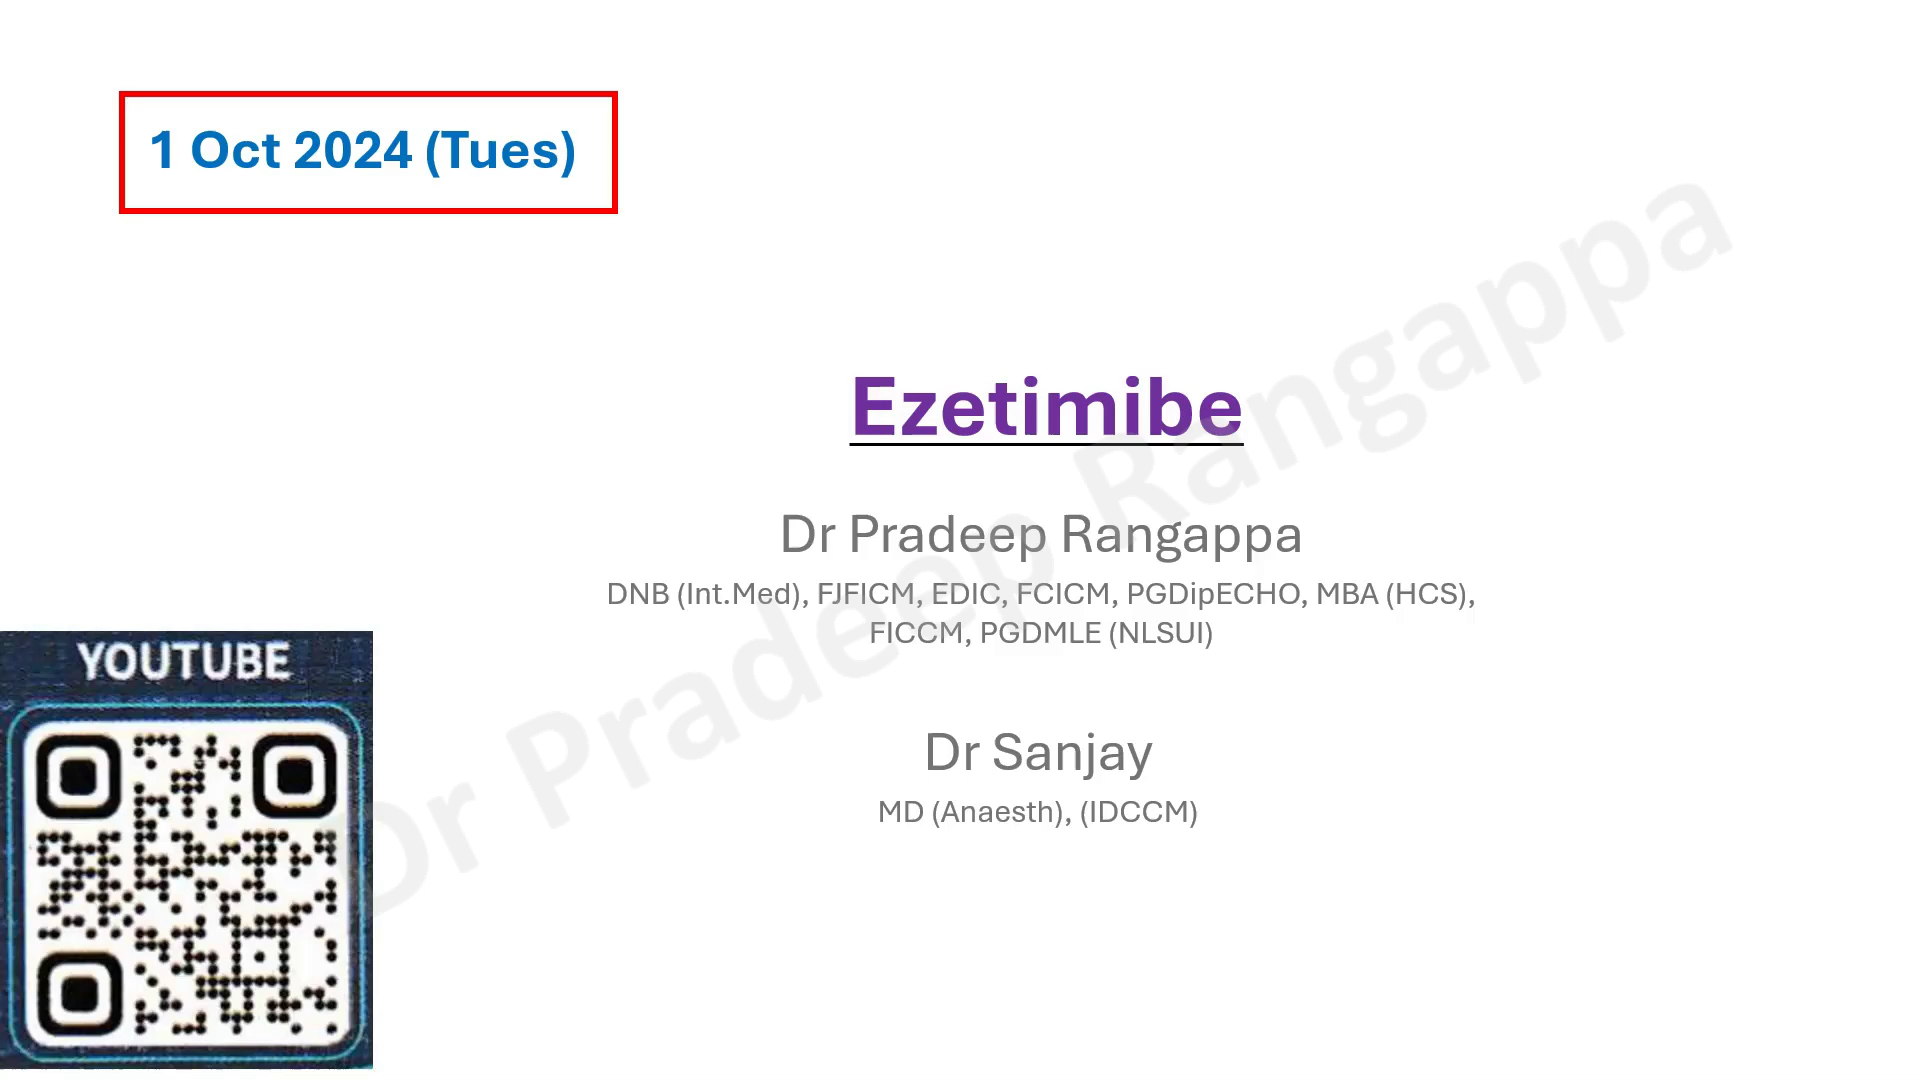 1 Oct 2024 (Tues)
Ezetimibe
Dr Pradeep Rangappa
DNB (Int.Med), FJFICM, EDIC, FCICM, PGDipECHO, MBA (HCS),
FICCM, PGDMLE (NLSUI)
Dr Sanjay
MD (Anaesth), (IDCCM)
YOUTUBE
Dr Pradeep Rangappa